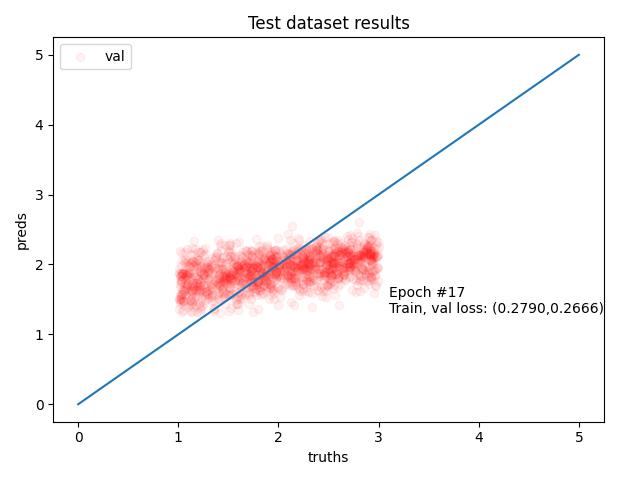 Test dataset results
val
5
4
3
2
1
0
preds
Epoch #17
Train, val loss: (0.2790,0.2666)
0 1 2 3 4 5
truths